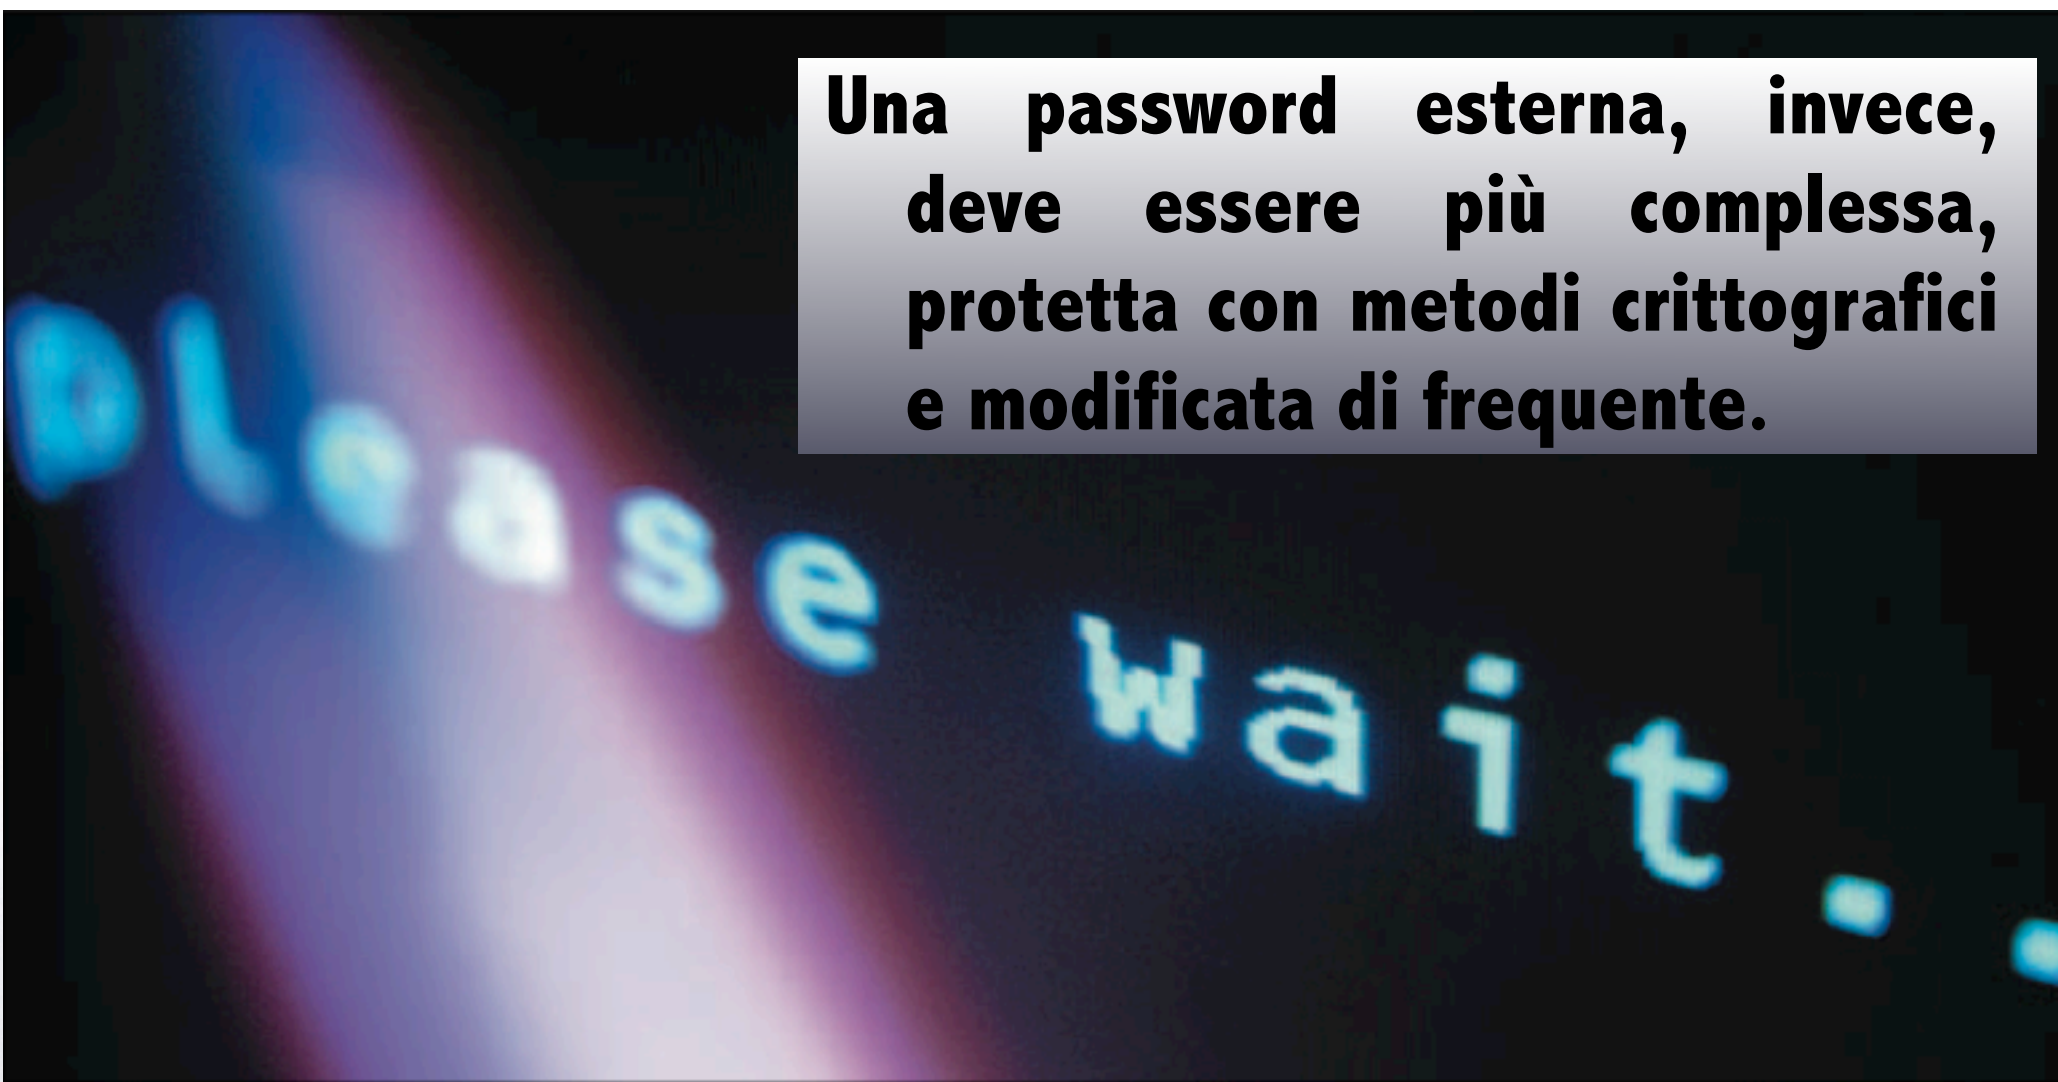 Una password esterna, invece,
deve essere più complessa,
protetta con metodi crittografici
e modificata di frequente.
please wait..